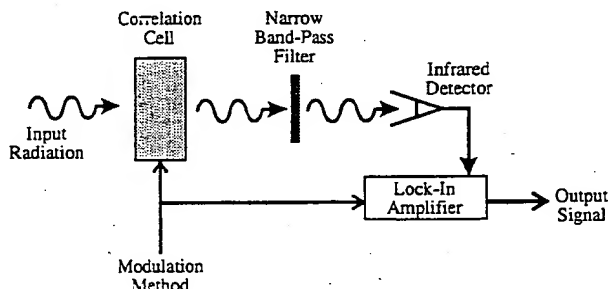 Correlation
Cell
Narrow
Band-Pass
Filter
Infrared
Detector
Input
Radiation
Lock-In
Amplifier
Output
Signal
Modulation
Method